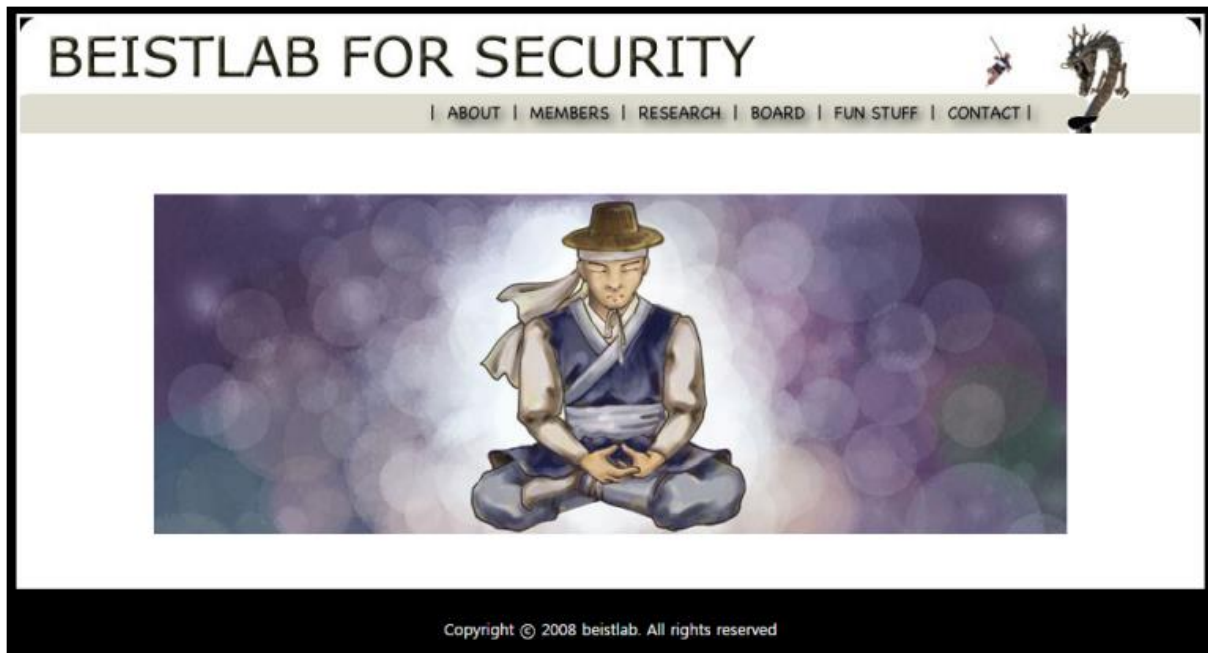 BEISTLAB FOR SECURITY
| ABOUT | MEMBERS | RESEARCH | BOARD | FUN STUFF | CONTACT |
Copyright © 2008 beistlab. All rights reserved